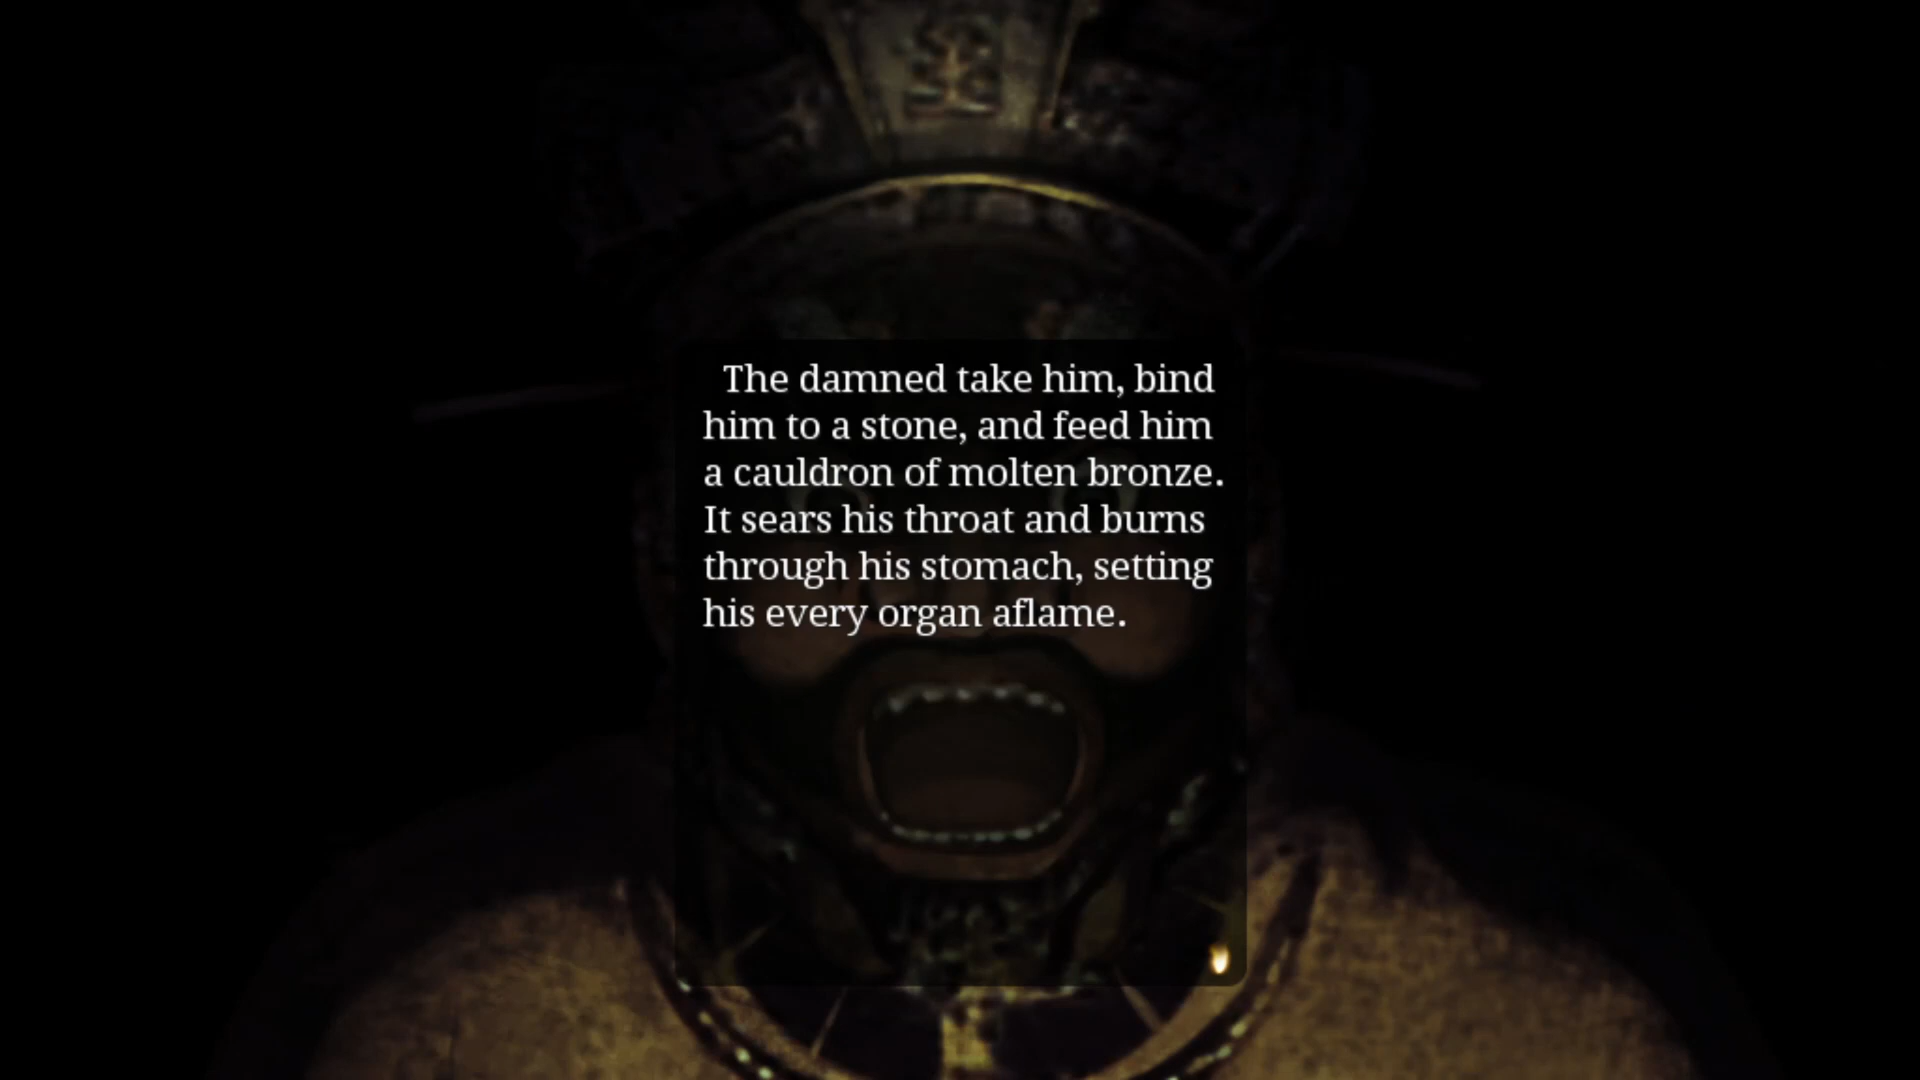 The damned take him, bind
him to a stone, and feed him
a cauldron of molten bronze.
It sears his throat and burns
through his stomach, setting
his every organ aflame.